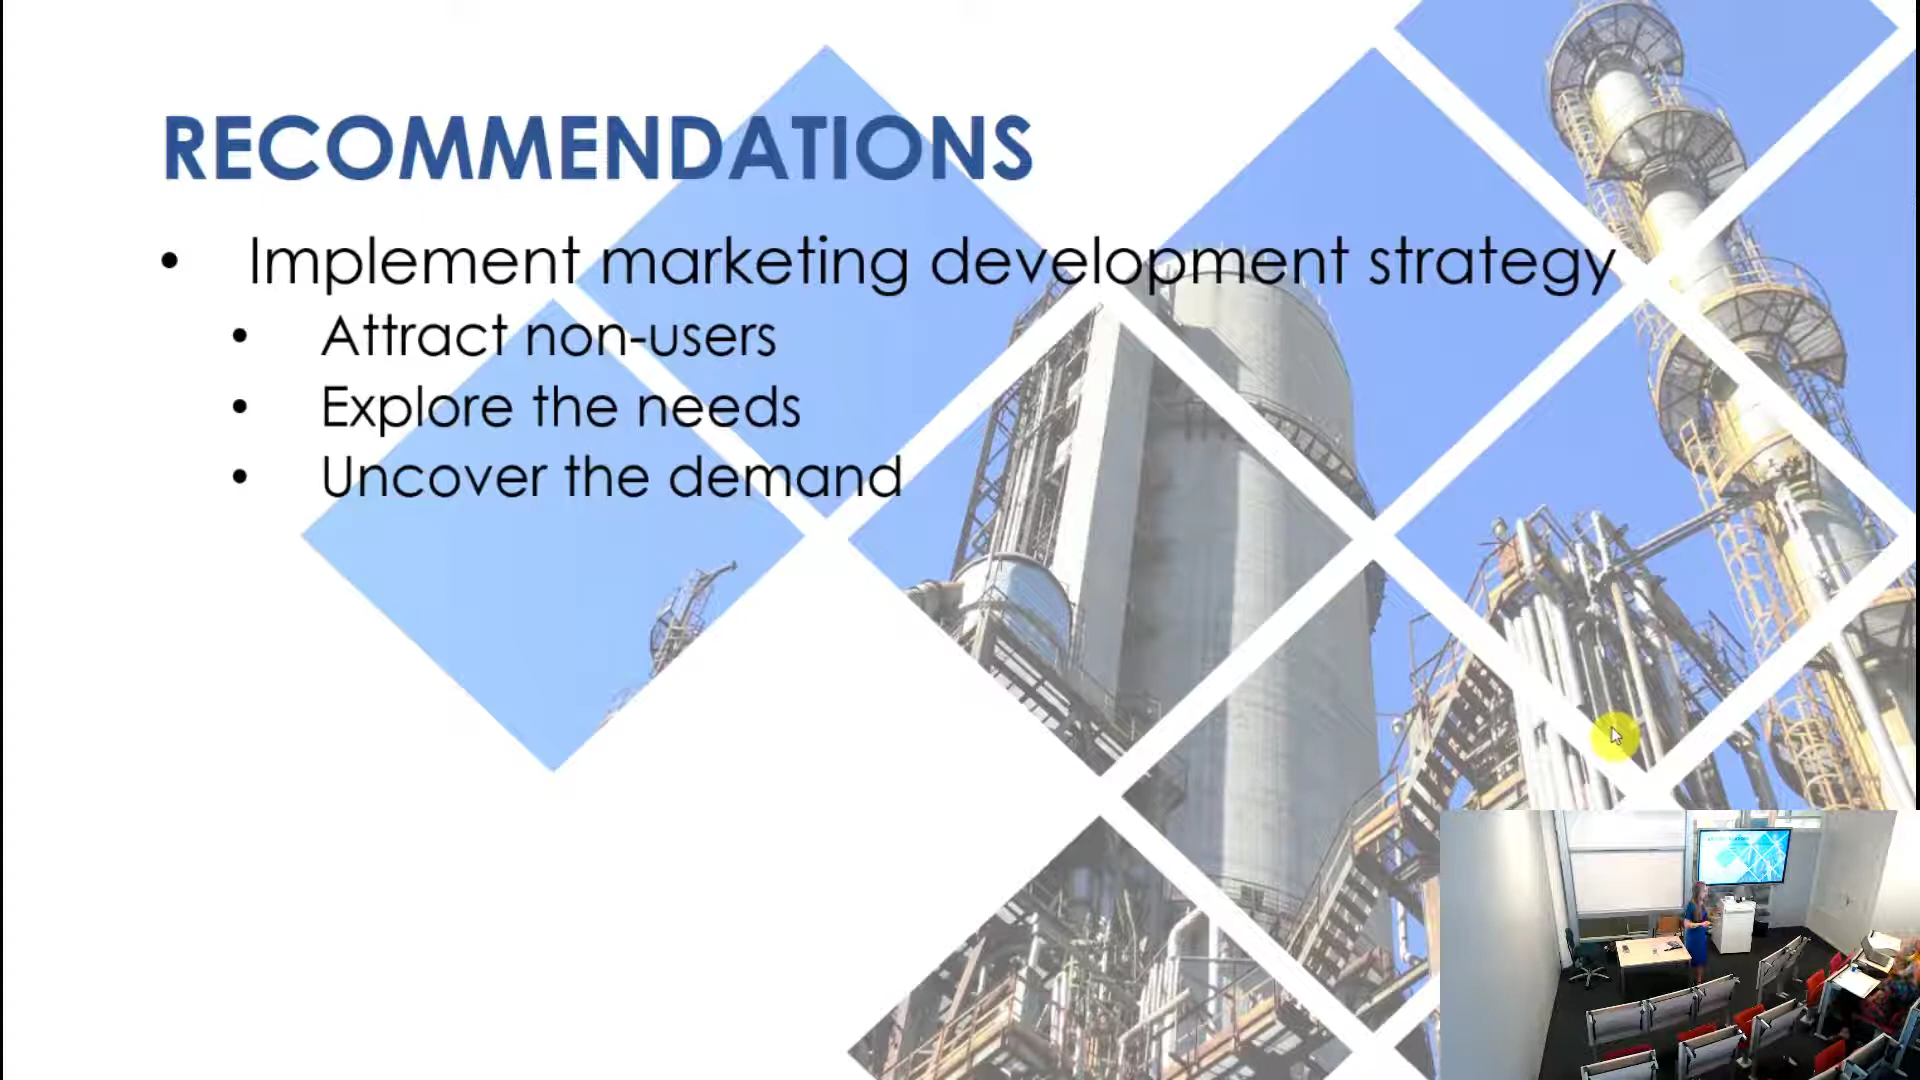 RECOMMENDATIONS
• Implement marketing development strategy
• Attract non-users
• Explore the needs
• Uncover the demand